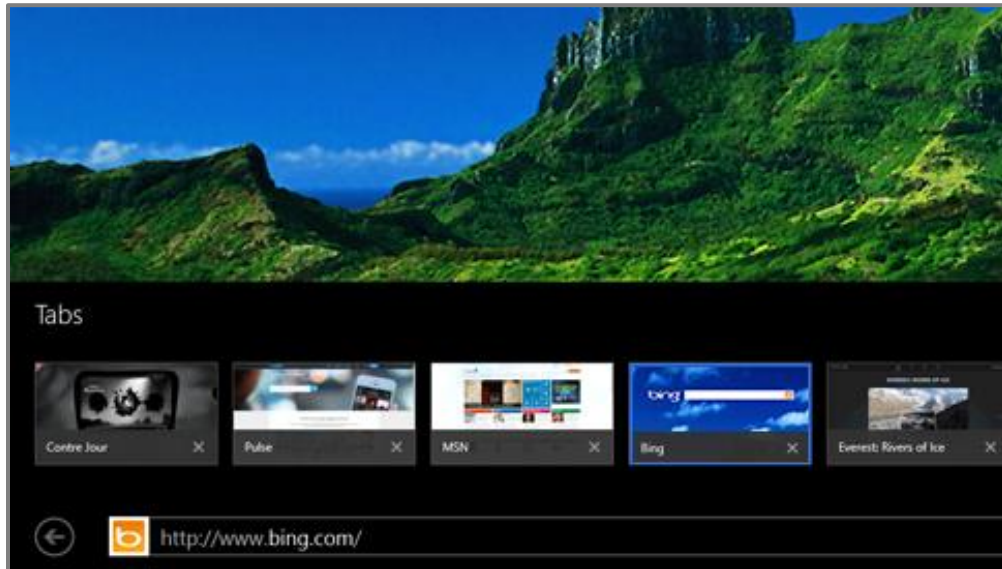 Tabs
bing
Contre Jour
Pulse
MSN
Bing
Everest: Rivers of Ice
http://www.bing.com/